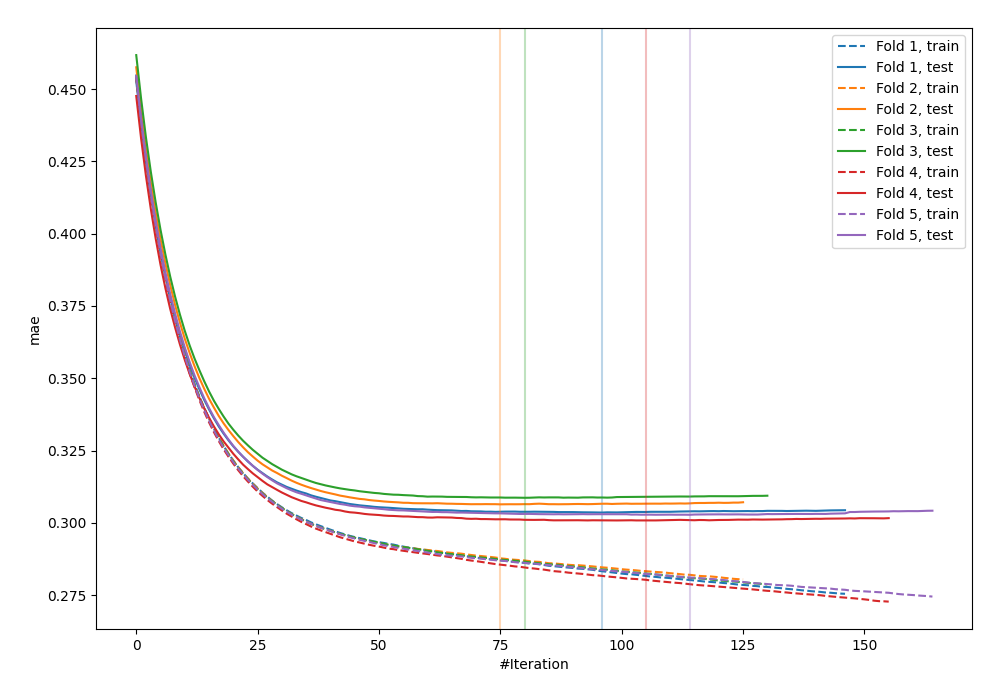 0.450
0.425
0.400
0.375
0.350
0.325
0.300
0.275
mae
0
25
50
75
100
125
150
#Iteration
Fold 1, train
Fold 1, test
Fold 2, train
Fold 2, test
Fold 3, train
Fold 3, test
Fold 4, train
Fold 4, test
Fold 5, train
Fold 5, test